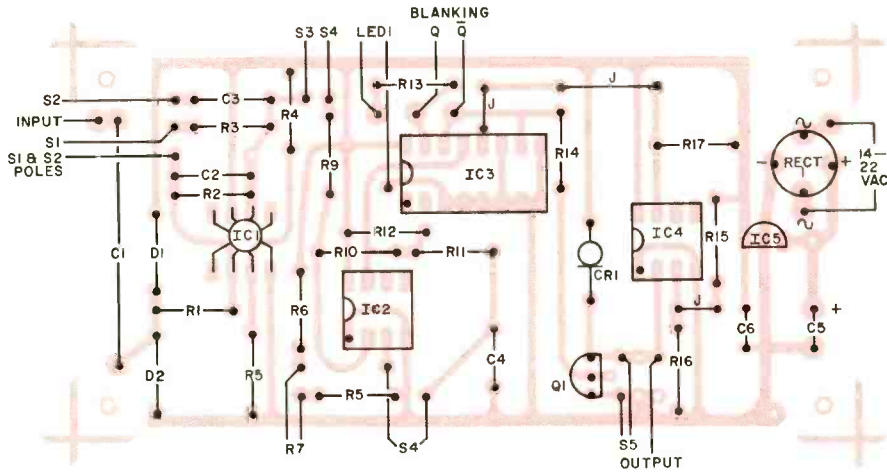 BLANKING
S3 S4 LED1 Q Q̅
S2 C3 R4 R13 J J
INPUT R3 R9 R14 R17 ~
S1 IC3 - RECT 1 + 14–22 VAC
S1 & S2 POLES
C2
R2
IC1 R12 IC4 R15 IC5 ~
C1 D1 R10 R11 CR1
R1 R6 IC2 J C6 C5 +
D2 R5 C4 R16
R5 Q1
R7 S4 S5
OUTPUT